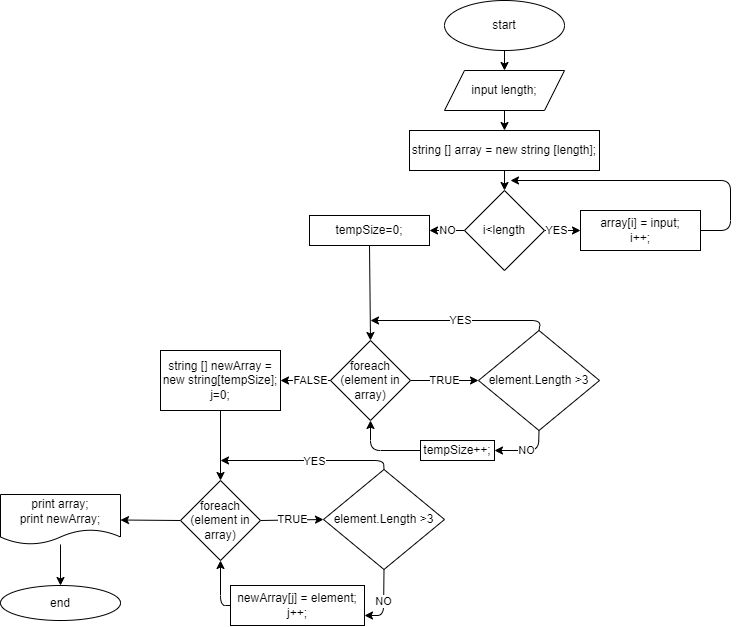 start
input length;
string [] array = new string [length];
i<length
YES
array[i] = input;
i++;
NO
tempSize=0;
YES
foreach
(element in
array)
TRUE
element.Length >3
NO
tempSize++;
FALSE
string [] newArray =
new string[tempSize];
j=0;
YES
foreach
(element in
array)
TRUE
element.Length >3
NO
newArray[j] = element;
j++;
print array;
print newArray;
end